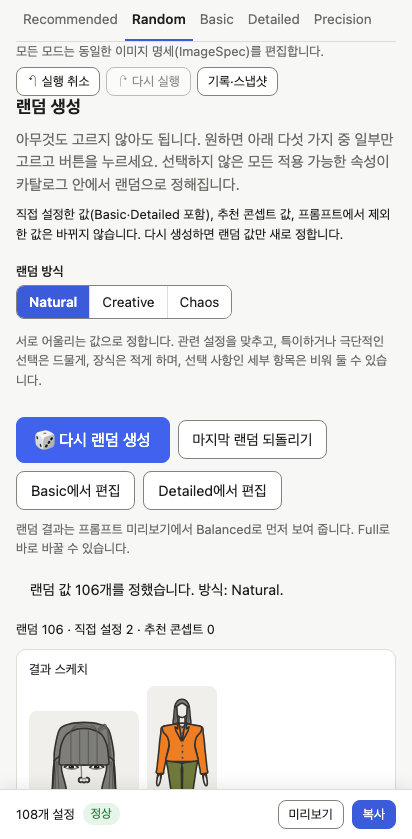 Recommended Random Basic Detailed Precision
모든 모드는 동일한 이미지 명세(ImageSpec)를 편집합니다.
실행 취소 다시 실행 기록·스냅샷
랜덤 생성
아무것도 고르지 않아도 됩니다. 원하면 아래 다섯 가지 중 일부만
고르고 버튼을 누르세요. 선택하지 않은 모든 적용 가능한 속성이
카탈로그 안에서 랜덤으로 정해집니다.
직접 설정한 값(Basic·Detailed 포함), 추천 콘셉트 값, 프롬프트에서 제외
한 값은 바뀌지 않습니다. 다시 생성하면 랜덤 값만 새로 정합니다.
랜덤 방식
Natural Creative Chaos
서로 어울리는 값으로 정합니다. 관련 설정을 맞추고, 특이하거나 극단적인
선택은 드물게, 장식은 적게 하며, 선택 사항인 세부 항목은 비워 둘 수 있습
니다.
다시 랜덤 생성 마지막 랜덤 되돌리기
Basic에서 편집 Detailed에서 편집
랜덤 결과는 프롬프트 미리보기에서 Balanced로 먼저 보여 줍니다. Full로
바로 바꿀 수 있습니다.
랜덤 값 106개를 정했습니다. 방식: Natural.
랜덤 106 · 직접 설정 2 · 추천 콘셉트 0
결과 스케치
108개 설정 정상 미리보기 복사